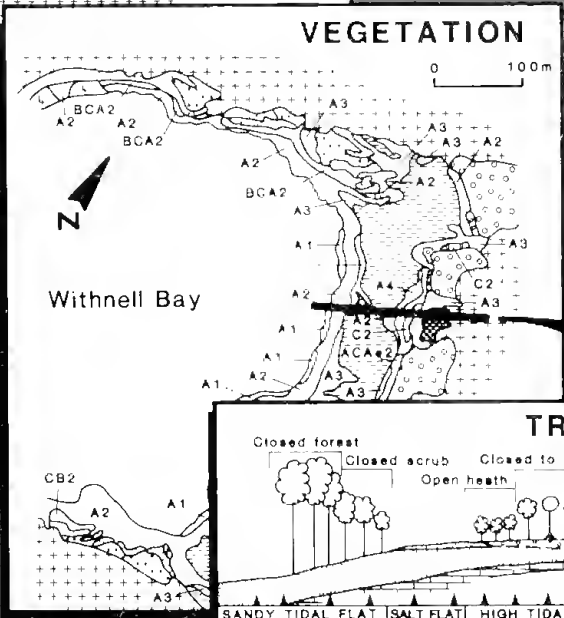 VEGETATION
0 100m
A3
BCA2
A2
A2
BCA2
A3
A3
A2
A2
A2
BCA2
A3
A1
A3
N
A4
C2
A3
Withnell Bay
A2
A2
C2
A1
ACAe2
A1
A3
A2
A1
A3
TR
Closed forest
Closed scrub
Closed to
Open heath
CB2
A2
A1
A3
SANDY TIDAL FLAT SALT FLAT HIGH TIDA